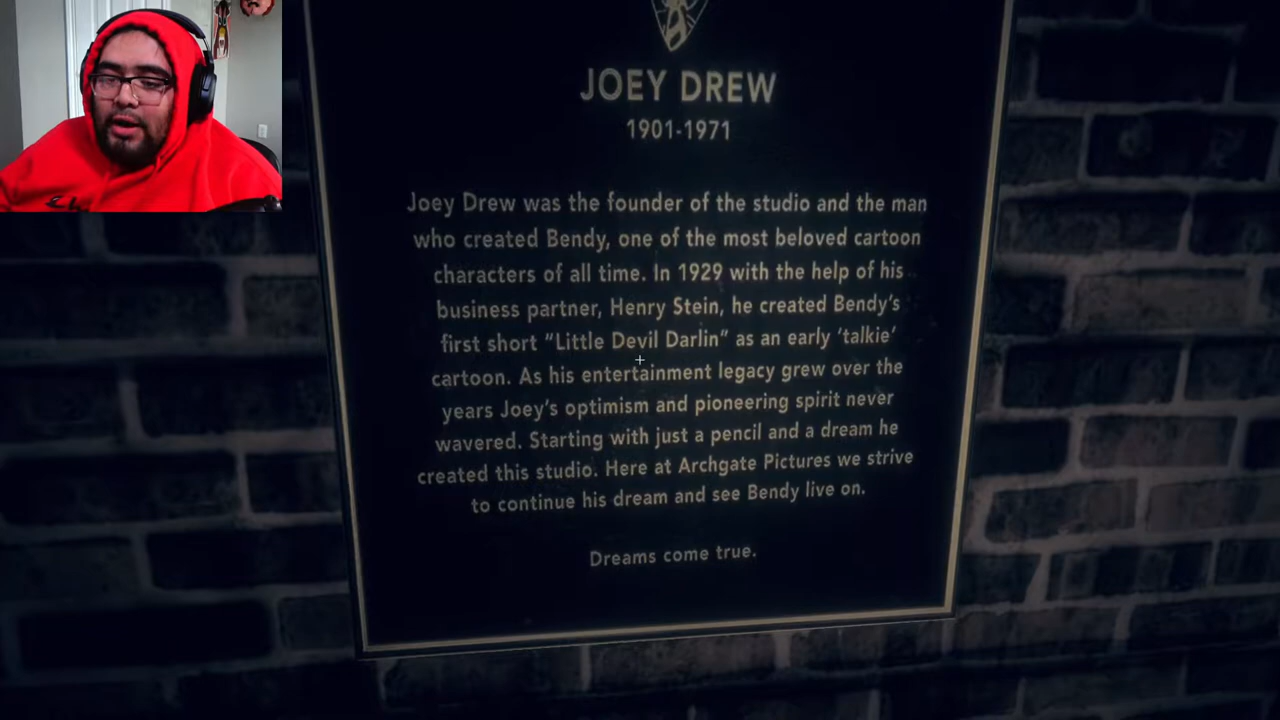 JOEY DREW
1901-1971
Joey Drew was the founder of the studio and the man
who created Bendy, one of the most beloved cartoon
characters of all time. In 1929 with the help of his
business partner, Henry Stein, he created Bendy's
first short "Little Devil Darlin" as an early 'talkie'
cartoon. As his entertainment legacy grew over the
years Joey's optimism and pioneering spirit never
wavered. Starting with just a pencil and a dream he
created this studio. Here at Archgate Pictures we strive
to continue his dream and see Bendy live on.
Dreams come true.